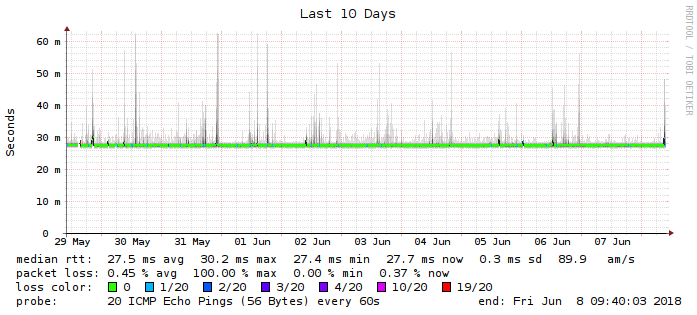 Last 10 Days
RRDTOOL / TOBI OETIKER
Seconds
60 m
50 m
40 m
30 m
20 m
10 m
0
29 May 30 May 31 May 01 Jun 02 Jun 03 Jun 04 Jun 05 Jun 06 Jun 07 Jun
median rtt: 27.5 ms avg 30.2 ms max 27.4 ms min 27.7 ms now 0.3 ms sd 89.9 am/s
packet loss: 0.45 % avg 100.00 % max 0.00 % min 0.37 % now
loss color: 0 1/20 2/20 3/20 4/20 10/20 19/20
probe: 20 ICMP Echo Pings (56 Bytes) every 60s end: Fri Jun 8 09:40:03 2018